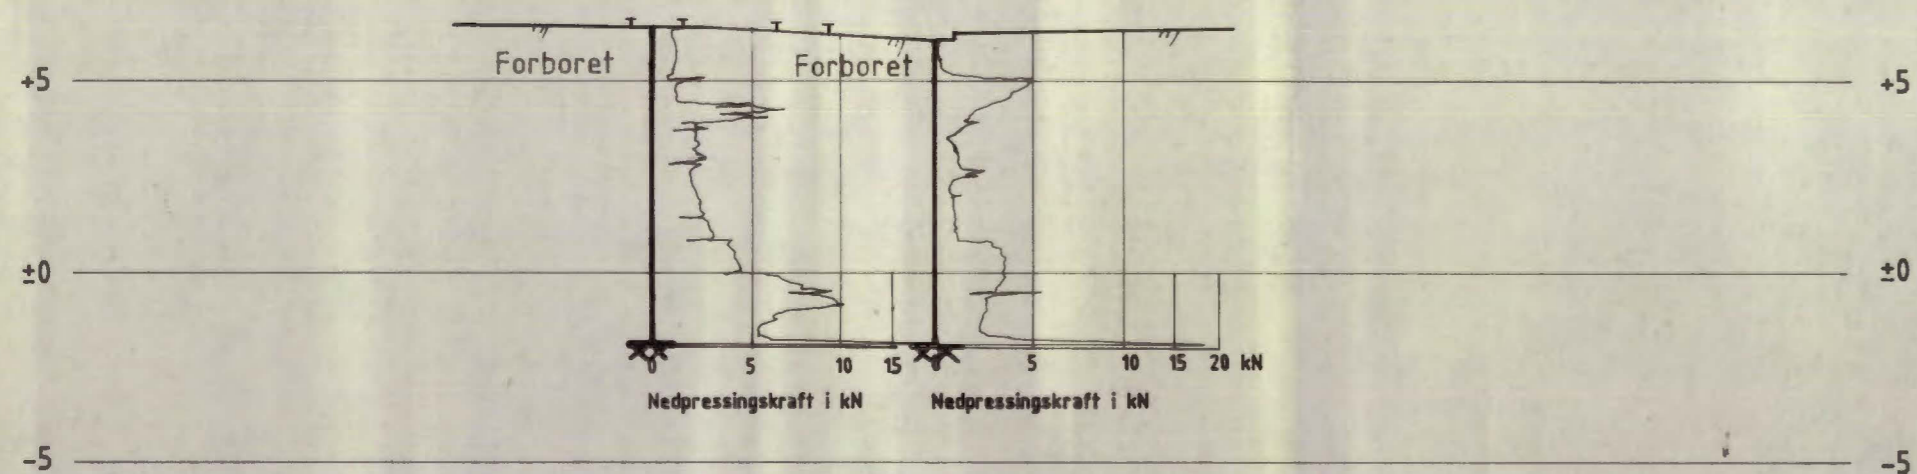 Forboret Forboret
+5 +5
±0 ±0
0 5 10 15 0 5 10 15 20 kN
Nedpressingskraft i kN Nedpressingskraft i kN
-5 -5